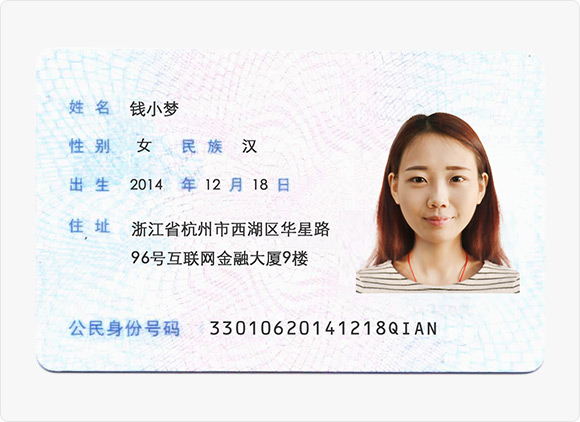 姓名 钱小梦
性别 女 民族 汉
出生 2014 年 12 月 18 日
住址 浙江省杭州市西湖区华星路
96号互联网金融大厦9楼
公民身份号码 33010620141218QIAN